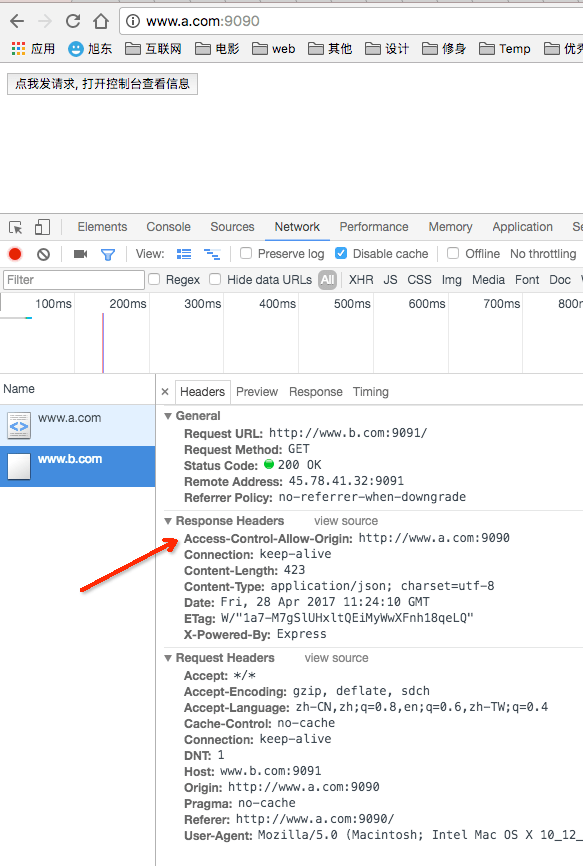 www.a.com:9090
应用 旭东 互联网 电影 web 其他 设计 修身 Temp 优秀
点我发请求, 打开控制台查看信息
Elements Console Sources Network Performance Memory Application Se
View: Preserve log Disable cache Offline No throttling
Filter Regex Hide data URLs All XHR JS CSS Img Media Font Doc
100ms 200ms 300ms 400ms 500ms 600ms 700ms 800m
Name
× Headers Preview Response Timing
www.a.com
www.b.com
General
Request URL: http://www.b.com:9091/
Request Method: GET
Status Code: 200 OK
Remote Address: 45.78.41.32:9091
Referrer Policy: no-referrer-when-downgrade
Response Headers view source
Access-Control-Allow-Origin: http://www.a.com:9090
Connection: keep-alive
Content-Length: 423
Content-Type: application/json; charset=utf-8
Date: Fri, 28 Apr 2017 11:24:10 GMT
ETag: W/"1a7-M7gSlUHxltQEiMyWwXFnh18qeLQ"
X-Powered-By: Express
Request Headers view source
Accept: */*
Accept-Encoding: gzip, deflate, sdch
Accept-Language: zh-CN,zh;q=0.8,en;q=0.6,zh-TW;q=0.4
Cache-Control: no-cache
Connection: keep-alive
DNT: 1
Host: www.b.com:9091
Origin: http://www.a.com:9090
Pragma: no-cache
Referer: http://www.a.com:9090/
User-Agent: Mozilla/5.0 (Macintosh; Intel Mac OS X 10_12_